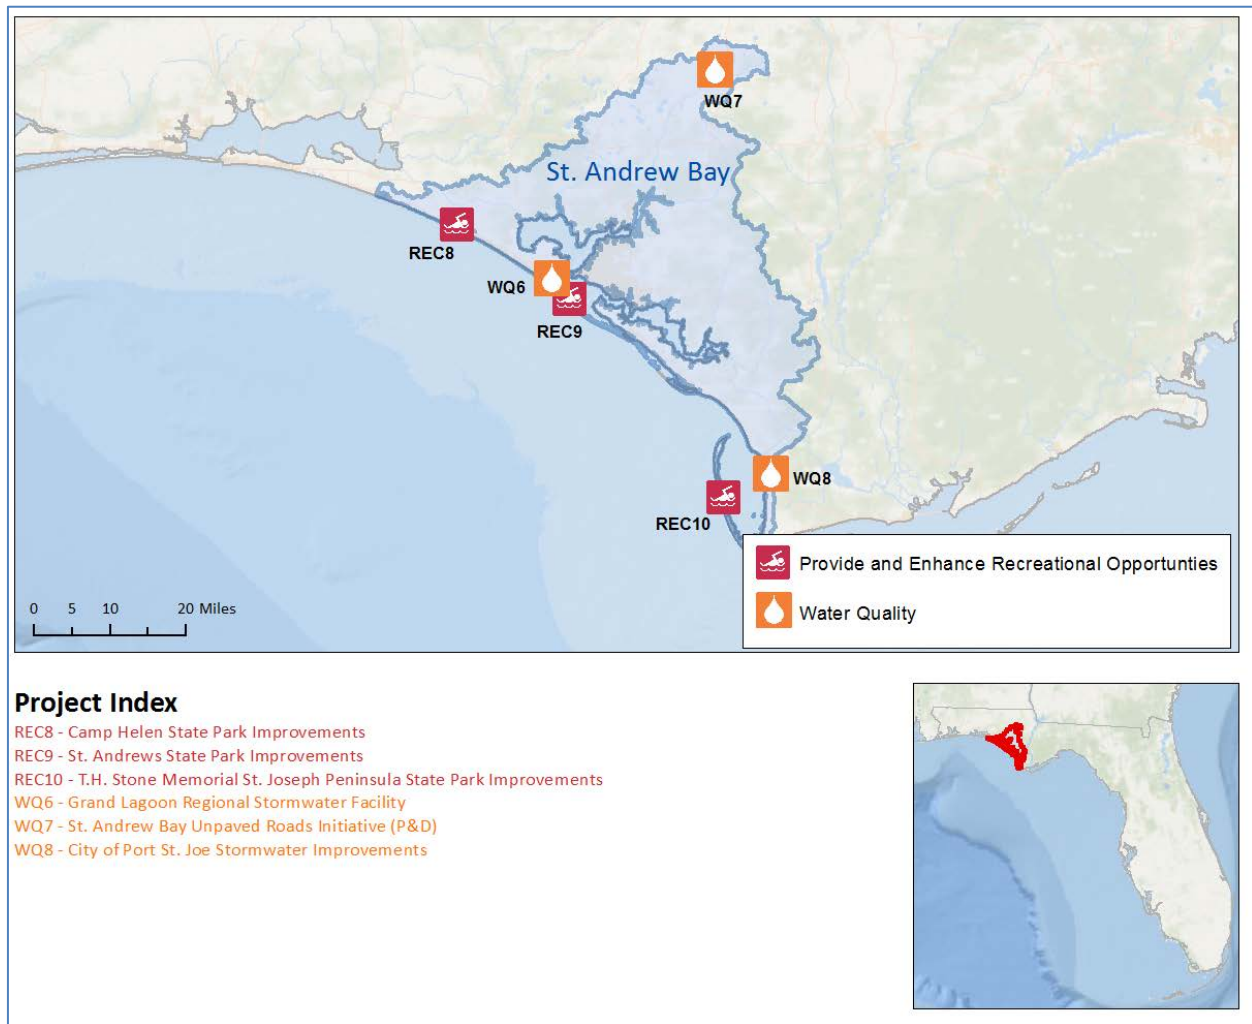 WQ7
St. Andrew Bay
REC8
WQ6
REC9
WQ8
REC10
Provide and Enhance Recreational Opportunties
Water Quality
0 5 10 20 Miles
Project Index
REC8 - Camp Helen State Park Improvements
REC9 - St. Andrews State Park Improvements
REC10 - T.H. Stone Memorial St. Joseph Peninsula State Park Improvements
WQ6 - Grand Lagoon Regional Stormwater Facility
WQ7 - St. Andrew Bay Unpaved Roads Initiative (P&D)
WQ8 - City of Port St. Joe Stormwater Improvements